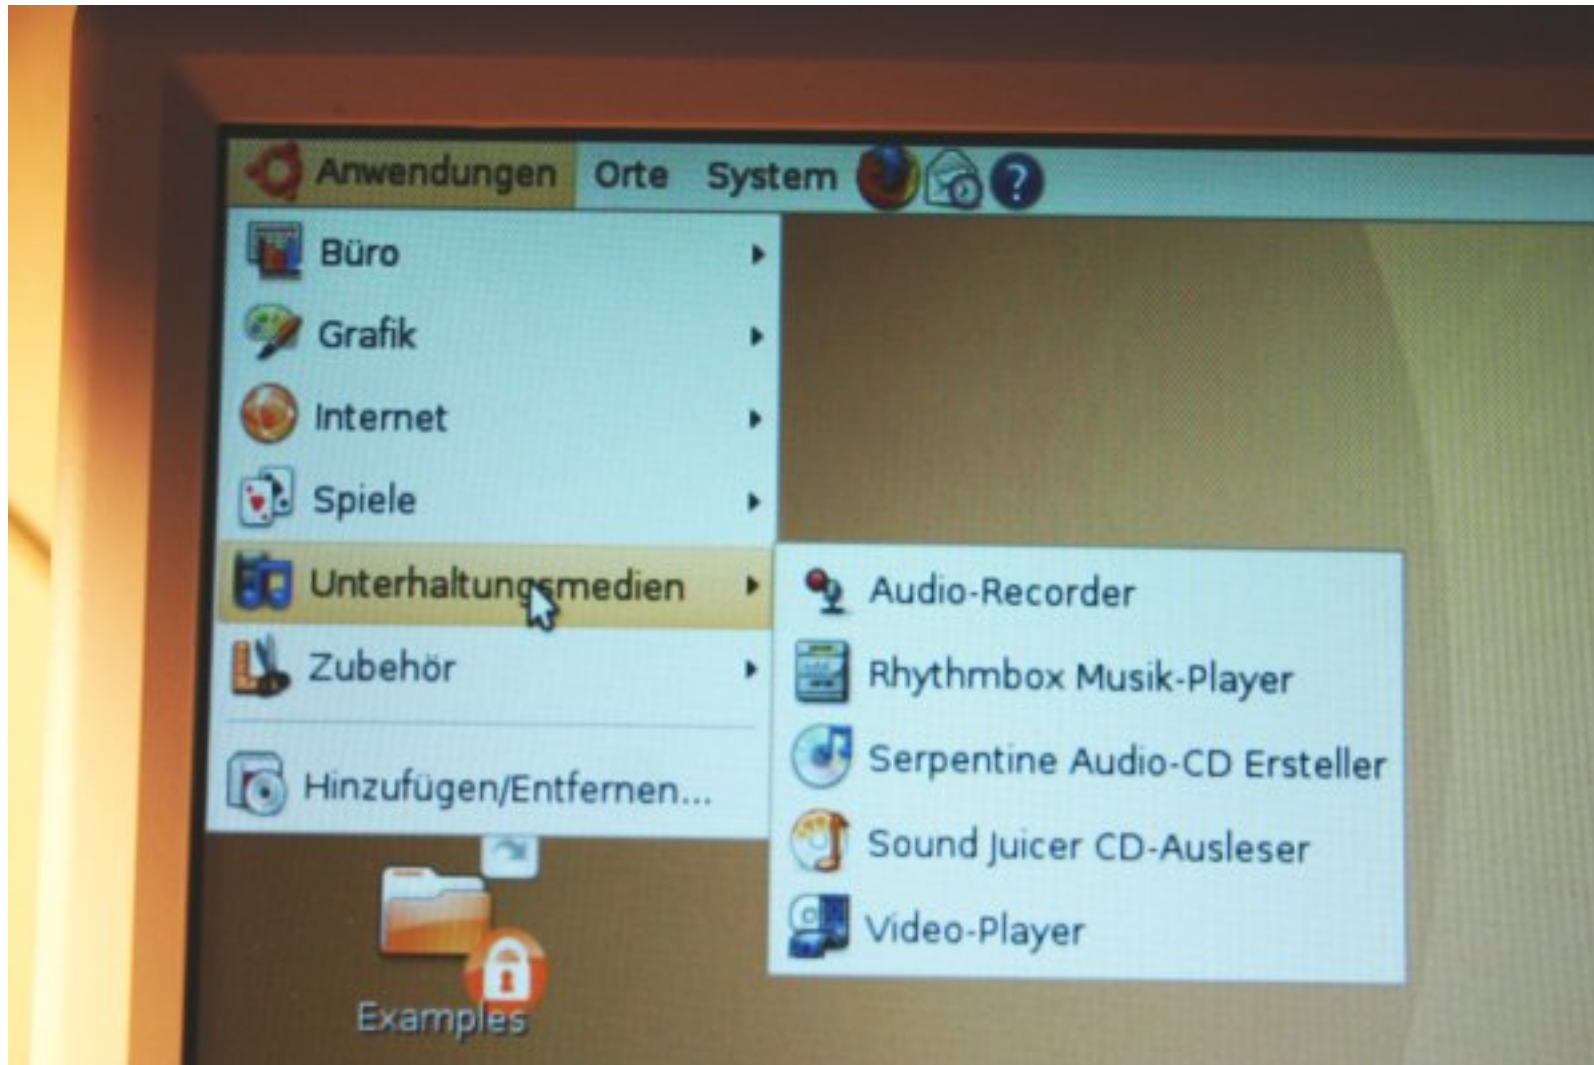 Anwendungen Orte System ?
Büro
Grafik
Internet
Spiele
Unterhaltungsmedien
Zubehör
Hinzufügen/Entfernen...
Audio-Recorder
Rhythmbox Musik-Player
Serpentine Audio-CD Ersteller
Sound Juicer CD-Ausleser
Video-Player
Examples